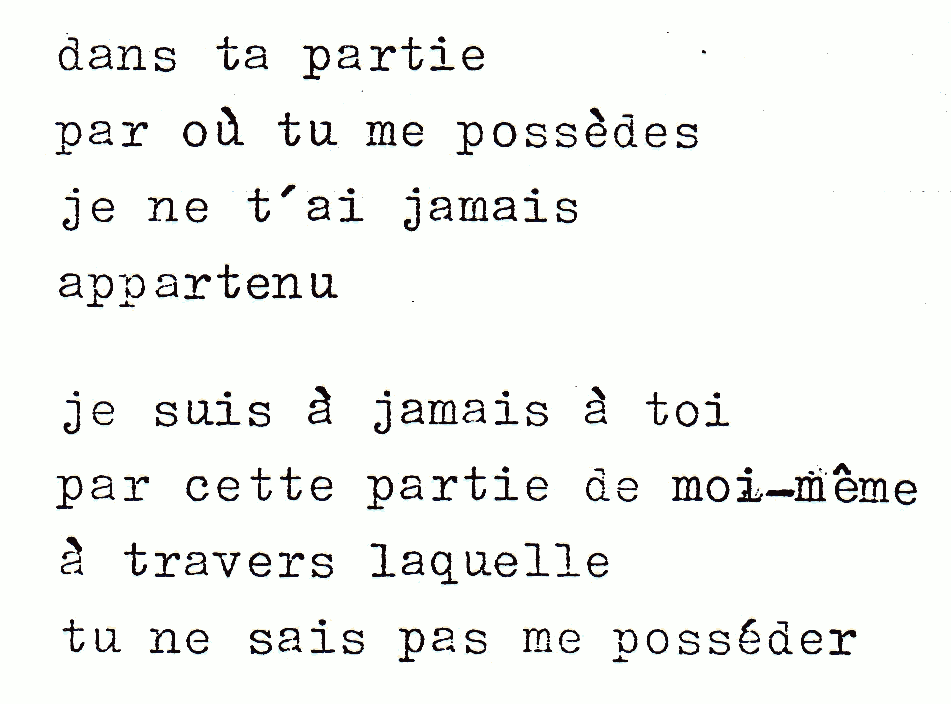 dans ta partie
par où tu me possèdes
je ne t'ai jamais
appartenu
je suis à jamais à toi
par cette partie de moi-même
à travers laquelle
tu ne sais pas me posséder